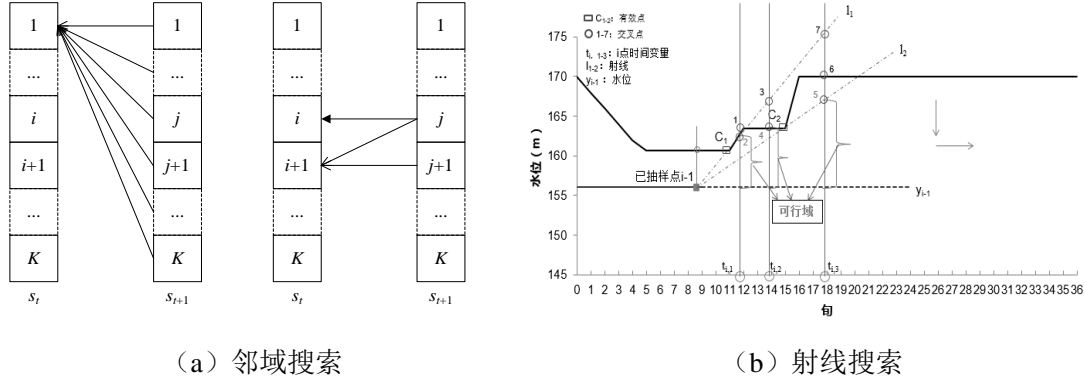 1
...
i
i+1
...
K
s_t
1
...
j
j+1
...
K
s_{t+1}
1
...
i
i+1
...
K
s_t
1
...
j
j+1
...
K
s_{t+1}
(a) 邻域搜索
C₁₋₂：有效点
1-7：交叉点
t_{i, 1-3}：i点时间变量
l₁₋₂：射线
y_{i-1}：水位
水位（m）
175
170
165
160
155
150
145
0 1 2 3 4 5 6 7 8 9 10 11 12 13 14 15 16 17 18 19 20 21 22 23 24 25 26 27 28 29 30 31 32 33 34 35 36
旬
l₁
l₂
7
6
5
3
C₂
4
1
2
C₁
已抽样点i-1
y_{i-1}
可行域
t_{i,1}
t_{i,2}
t_{i,3}
(b) 射线搜索